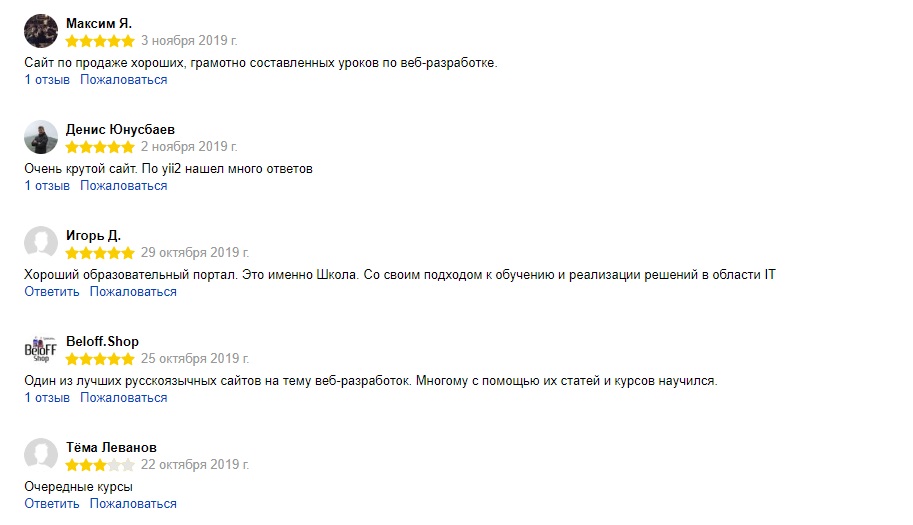 Максим Я.
3 ноября 2019 г.
Сайт по продаже хороших, грамотно составленных уроков по веб-разработке.
1 отзыв Пожаловаться
Денис Юнусбаев
2 ноября 2019 г.
Очень крутой сайт. По yii2 нашел много ответов
1 отзыв Пожаловаться
Игорь Д.
29 октября 2019 г.
Хороший образовательный портал. Это именно Школа. Со своим подходом к обучению и реализации решений в области IT
Ответить Пожаловаться
Beloff.Shop
BeloFF
Shop
25 октября 2019 г.
Один из лучших русскоязычных сайтов на тему веб-разработок. Многому с помощью их статей и курсов научился.
1 отзыв Пожаловаться
Тёма Леванов
22 октября 2019 г.
Очередные курсы
Ответить Пожаловаться